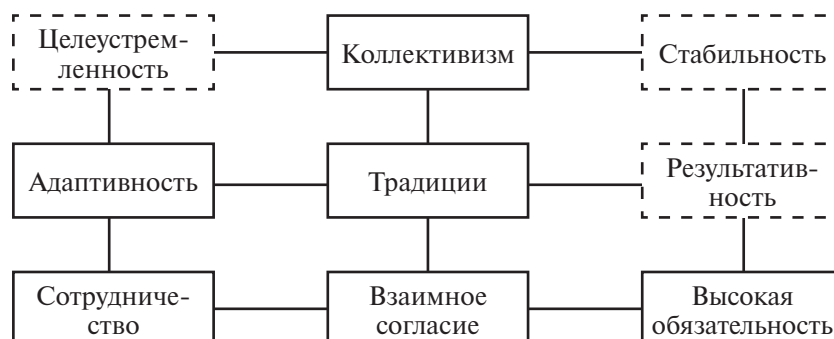 Целеустрем-
ленность
Коллективизм
Стабильность
Адаптивность
Традиции
Результатив-
ность
Сотрудниче-
ство
Взаимное
согласие
Высокая
обязательность